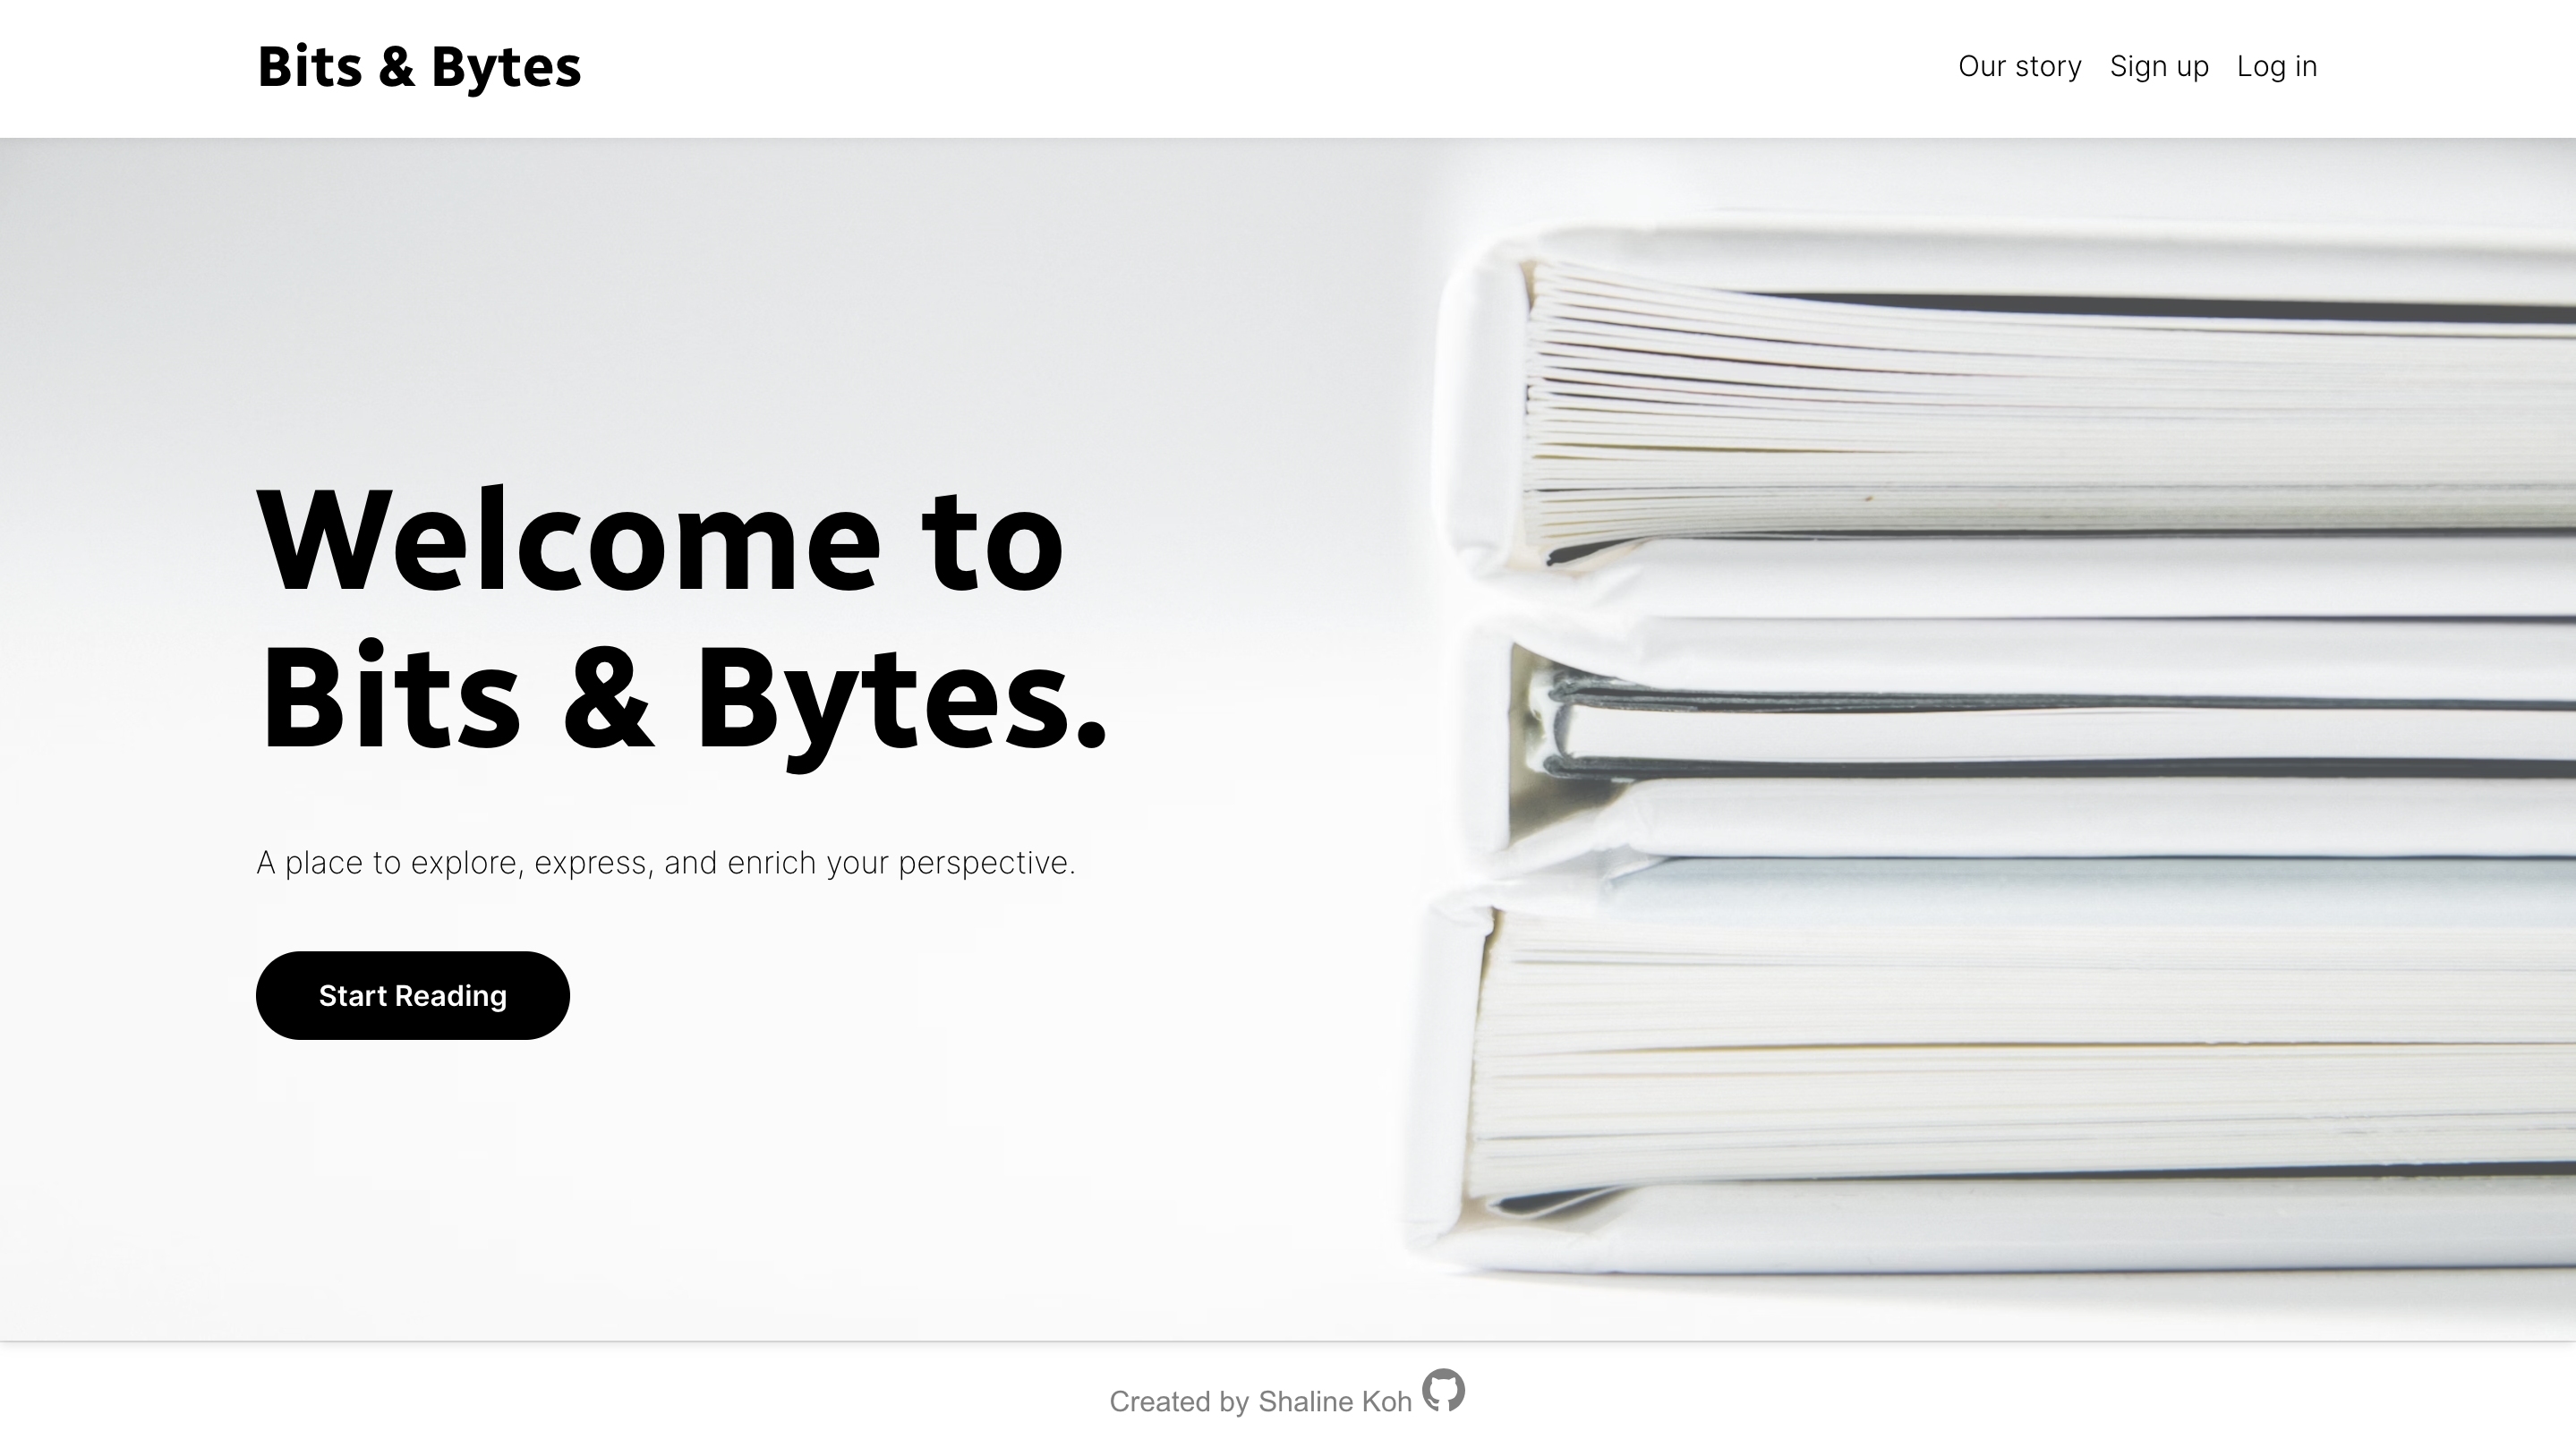 Bits & Bytes
Our story Sign up Log in
Welcome to
Bits & Bytes.
A place to explore, express, and enrich your perspective.
Start Reading
Created by Shaline Koh